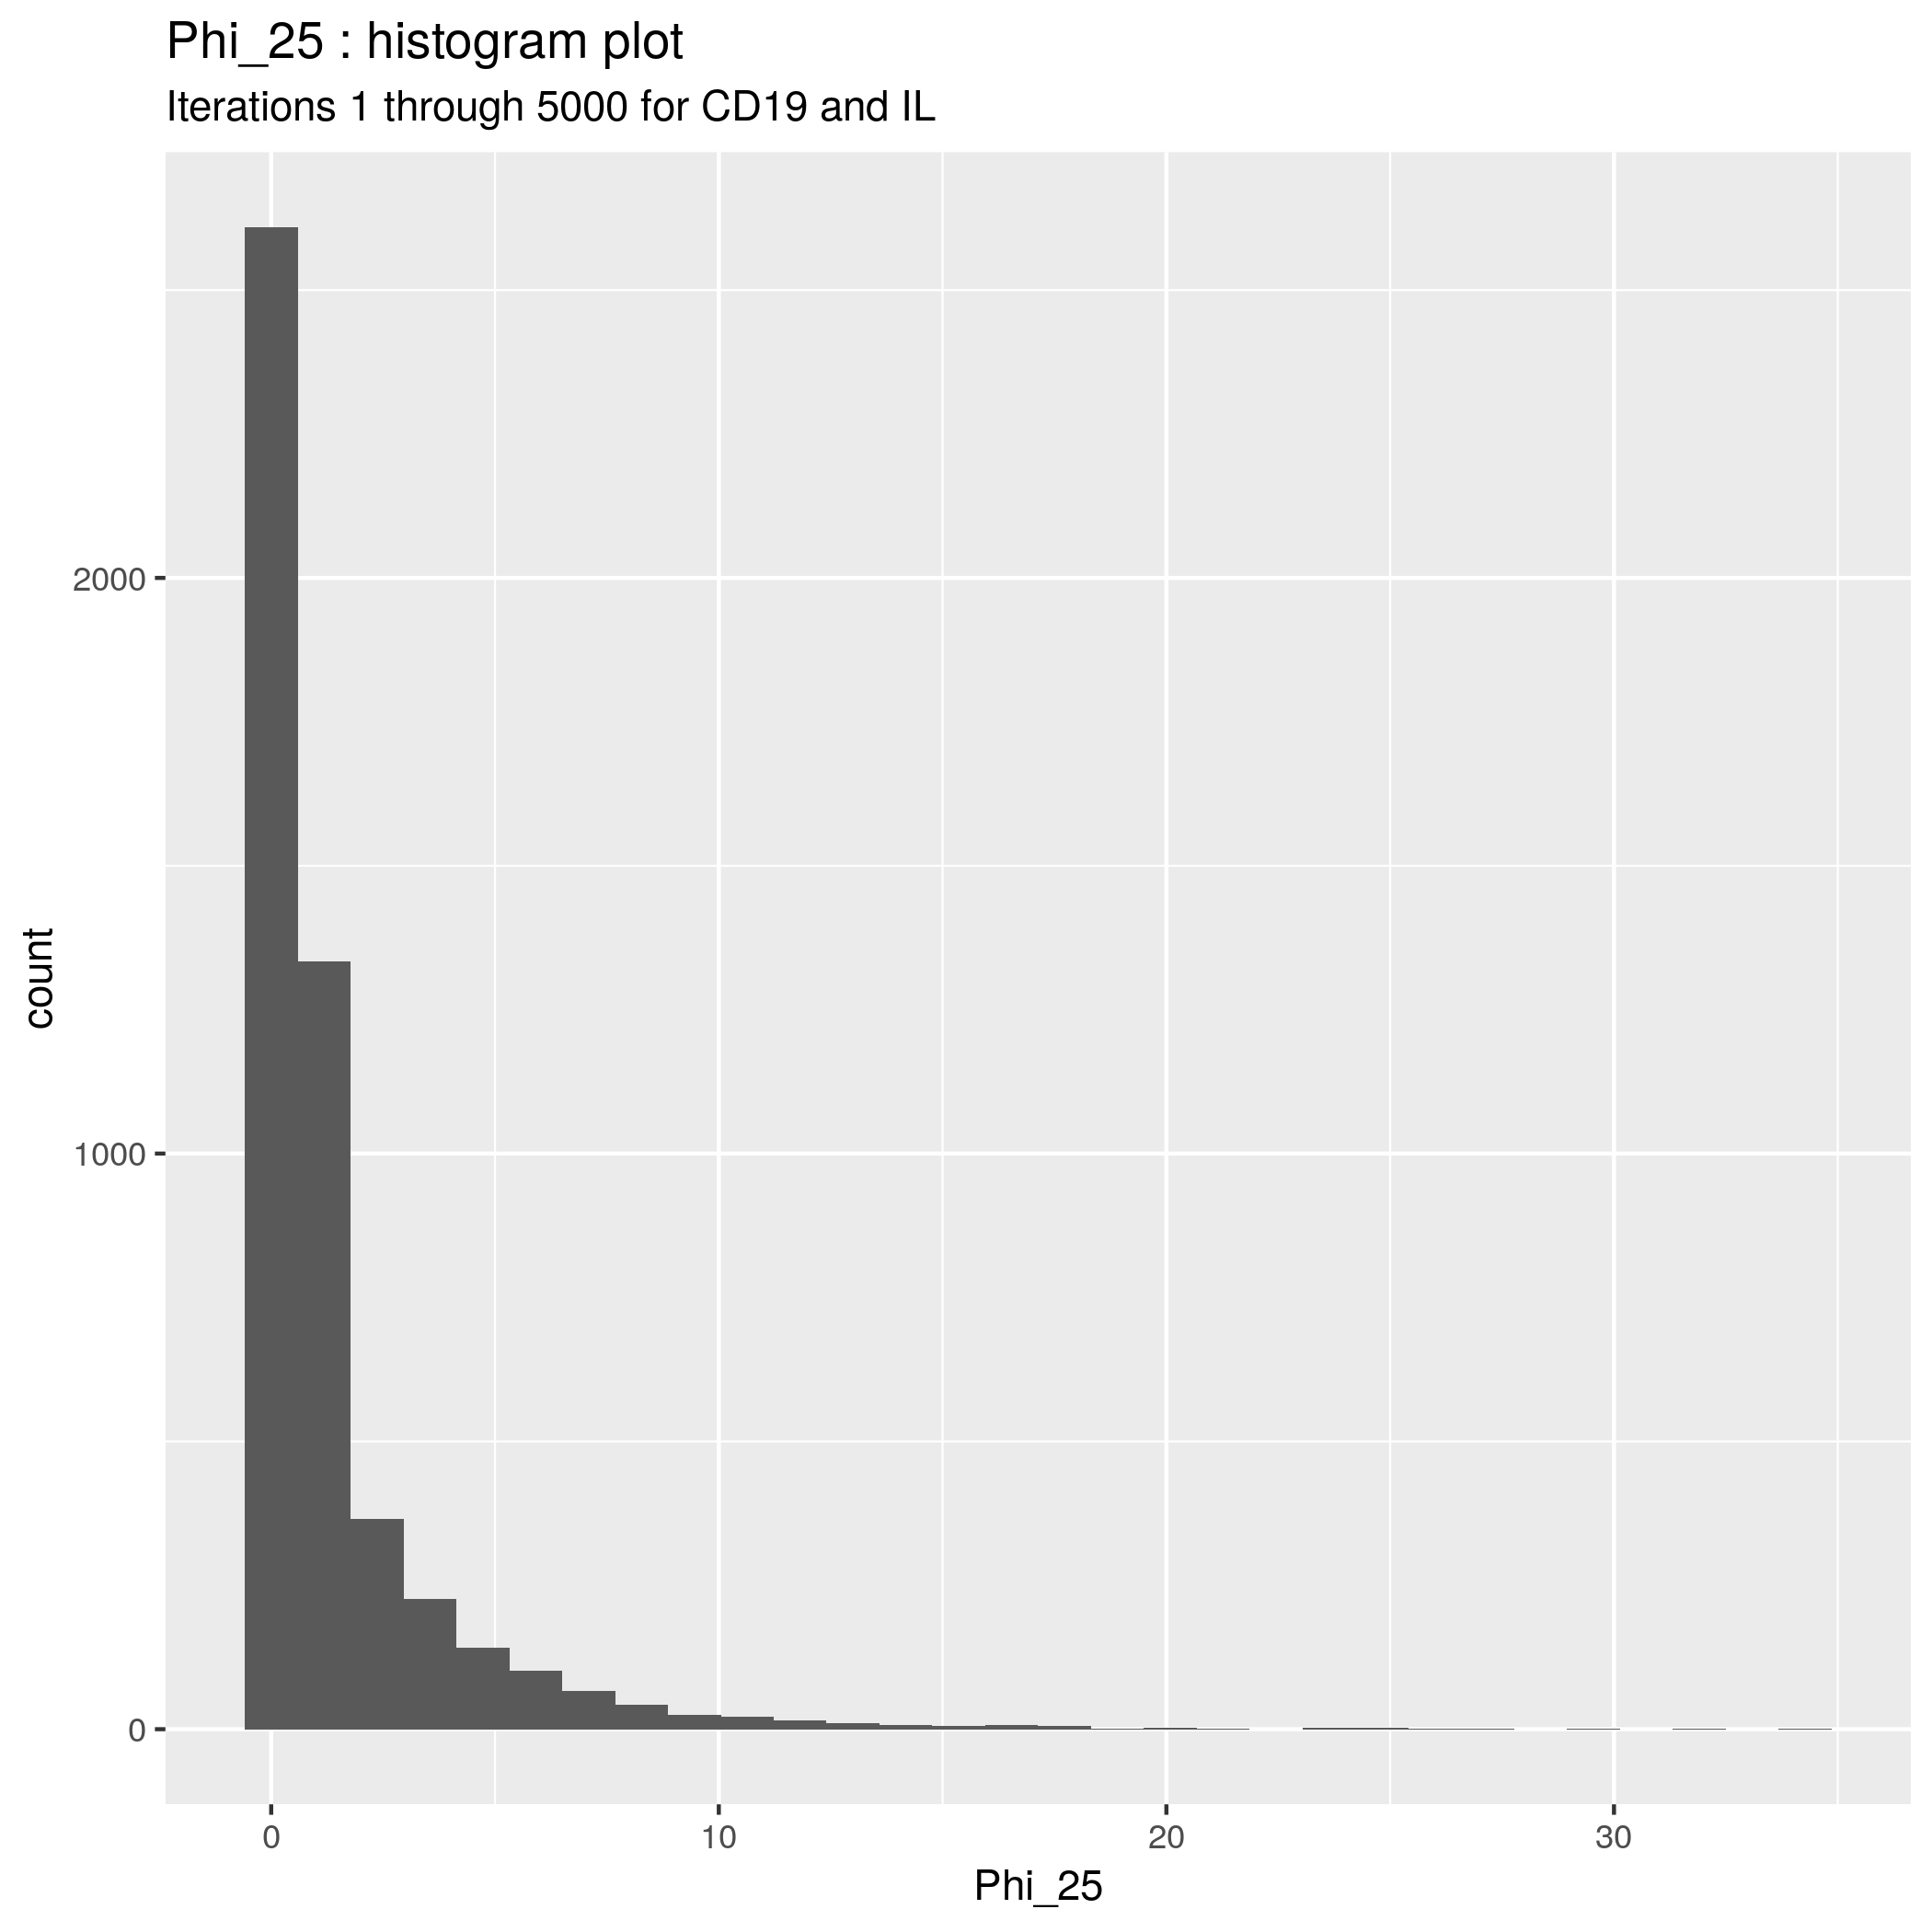 Phi_25 : histogram plot
Iterations 1 through 5000 for CD19 and IL
count
2000
1000
0
0 10 20 30
Phi_25